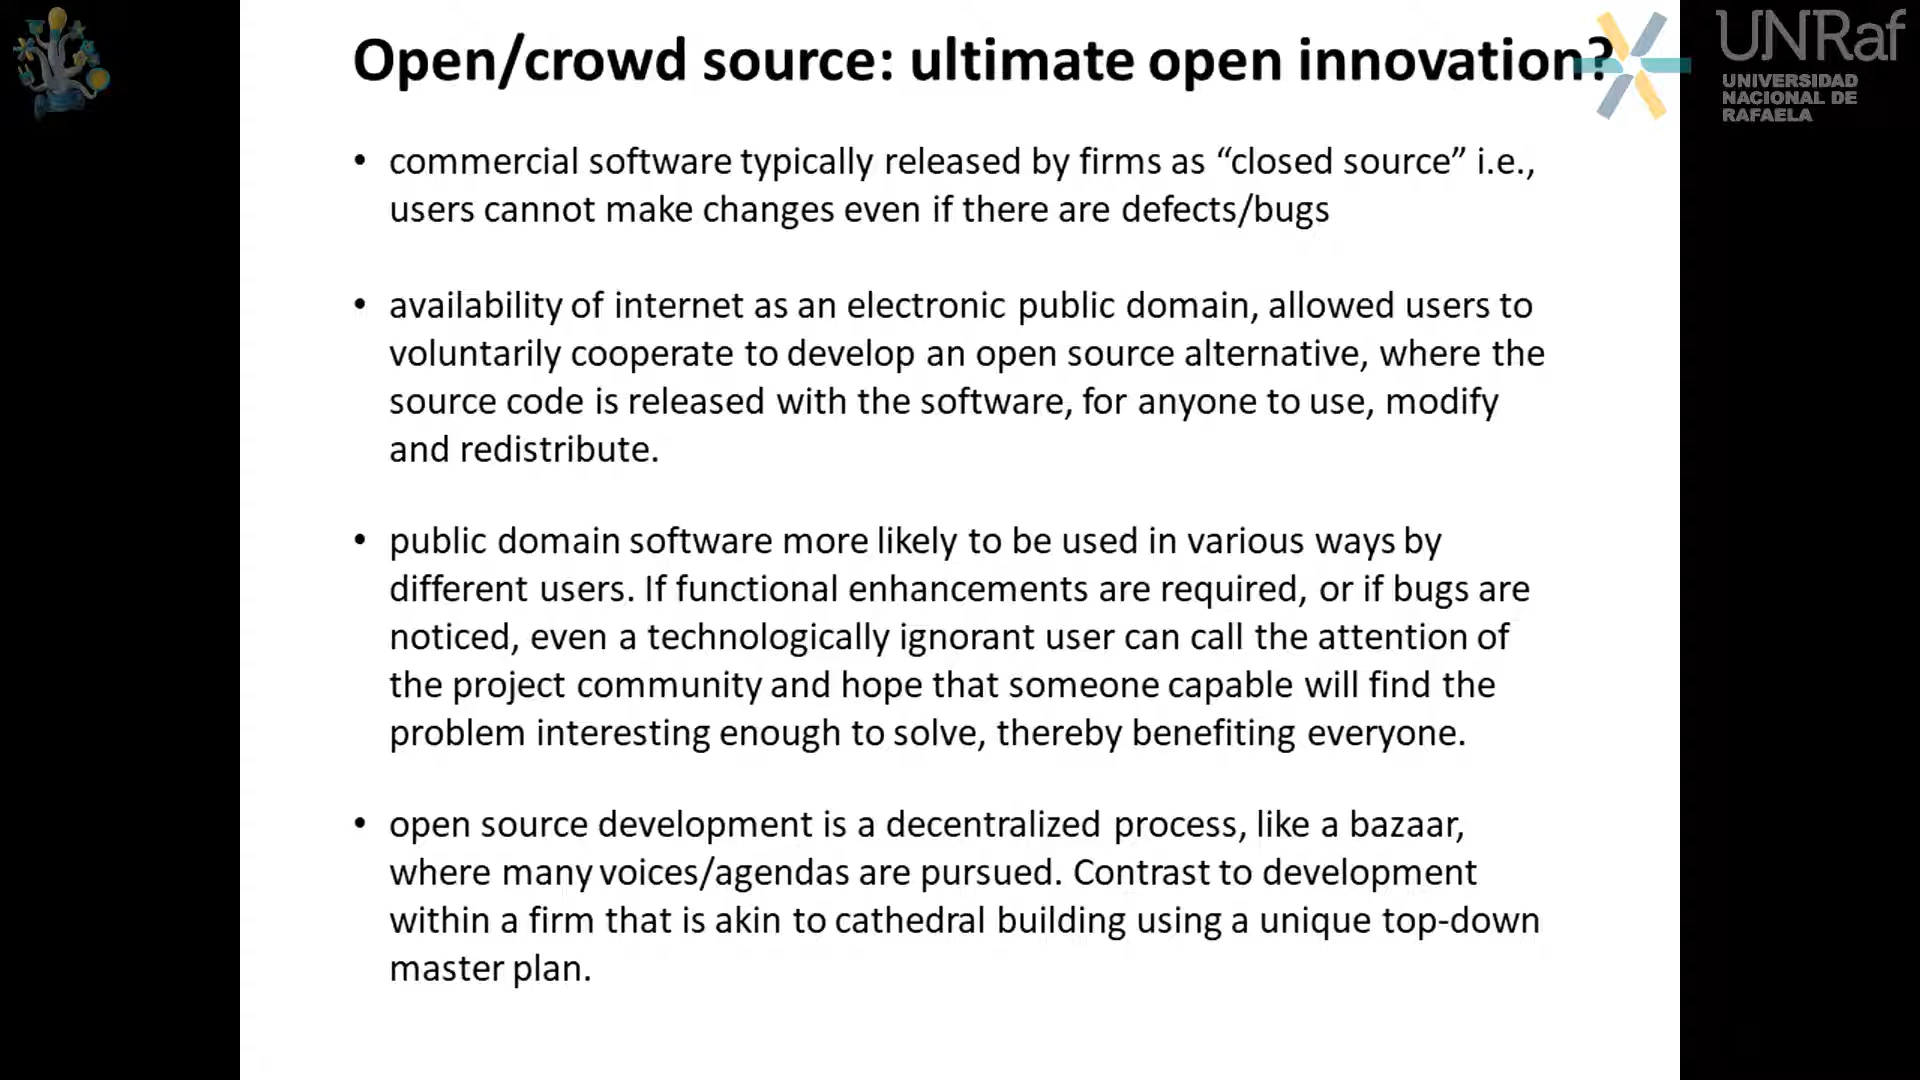 Open/crowd source: ultimate open innovation?
UNRaf
UNIVERSIDAD
NACIONAL DE
RAFAELA
• commercial software typically released by firms as “closed source” i.e.,
users cannot make changes even if there are defects/bugs
• availability of internet as an electronic public domain, allowed users to
voluntarily cooperate to develop an open source alternative, where the
source code is released with the software, for anyone to use, modify
and redistribute.
• public domain software more likely to be used in various ways by
different users. If functional enhancements are required, or if bugs are
noticed, even a technologically ignorant user can call the attention of
the project community and hope that someone capable will find the
problem interesting enough to solve, thereby benefiting everyone.
• open source development is a decentralized process, like a bazaar,
where many voices/agendas are pursued. Contrast to development
within a firm that is akin to cathedral building using a unique top-down
master plan.